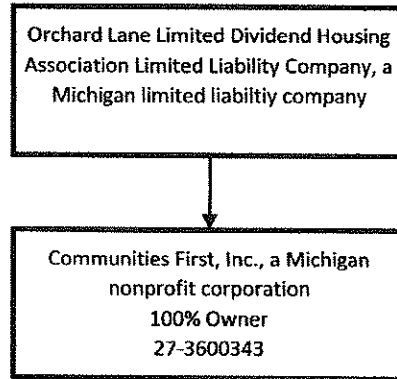 Orchard Lane Limited Dividend Housing
Association Limited Liability Company, a
Michigan limited liabiltiy company
Communities First, Inc., a Michigan
nonprofit corporation
100% Owner
27-3600343